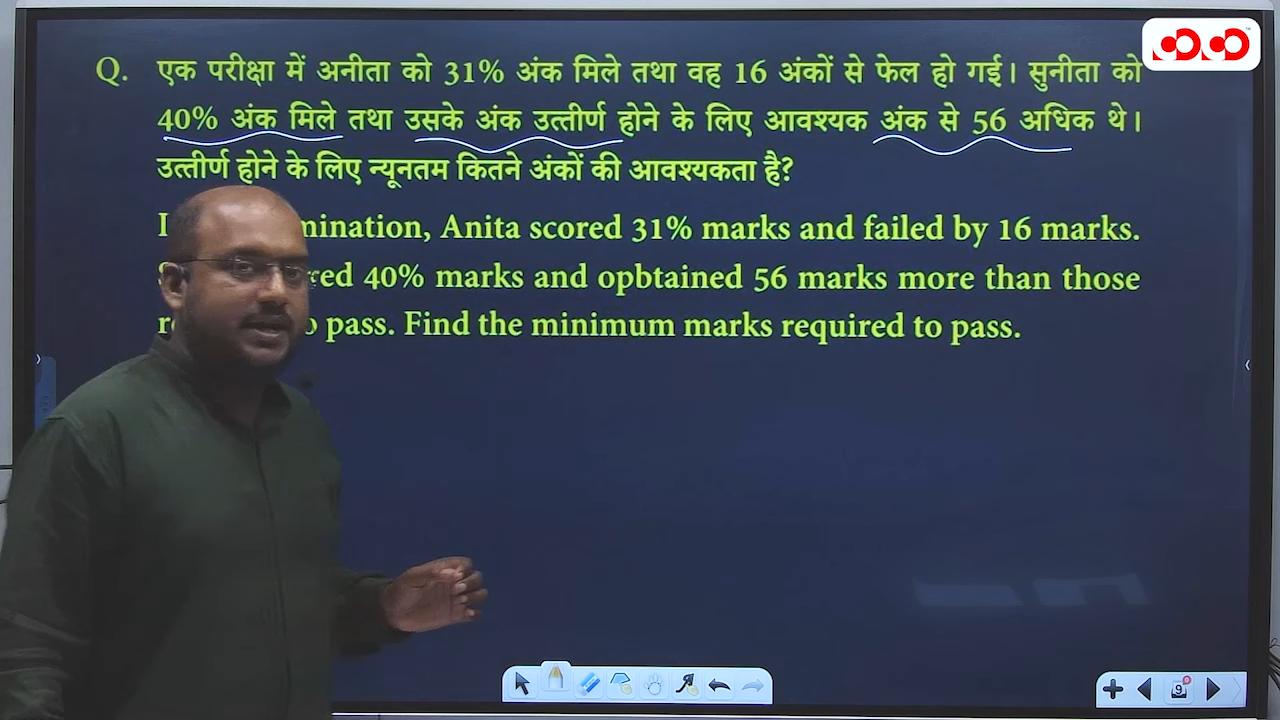 Q. एक परीक्षा में अनीता को 31% अंक मिले तथा वह 16 अंकों से फेल हो गई। सुनीता को
40% अंक मिले तथा उसके अंक उत्तीर्ण होने के लिए आवश्यक अंक से 56 अधिक थे।
उत्तीर्ण होने के लिए न्यूनतम कितने अंकों की आवश्यकता है?
mination, Anita scored 31% marks and failed by 16 marks.
red 40% marks and opbtained 56 marks more than those
pass. Find the minimum marks required to pass.
9